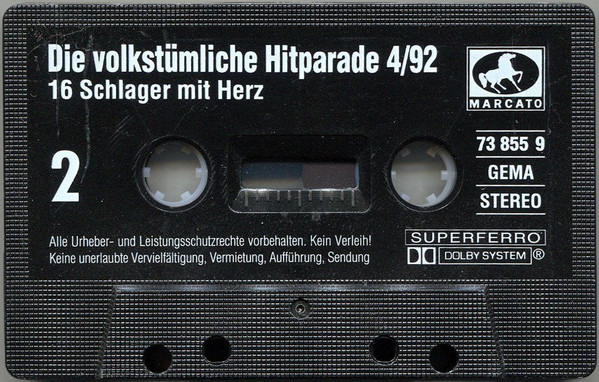 Die volkstümliche Hitparade 4/92
16 Schlager mit Herz
MARCATO
2
73 855 9
GEMA
STEREO
Alle Urheber- und Leistungsschutzrechte vorbehalten. Kein Verleih!
Keine unerlaubte Vervielfältigung, Vermietung, Aufführung, Sendung
SUPERFERRO
DOLBY SYSTEM ®